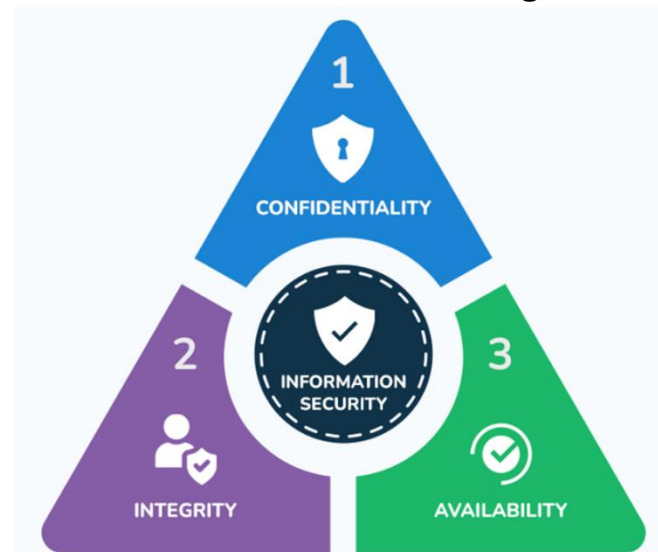 1
CONFIDENTIALITY
2
3
INFORMATION
SECURITY
INTEGRITY
AVAILABILITY